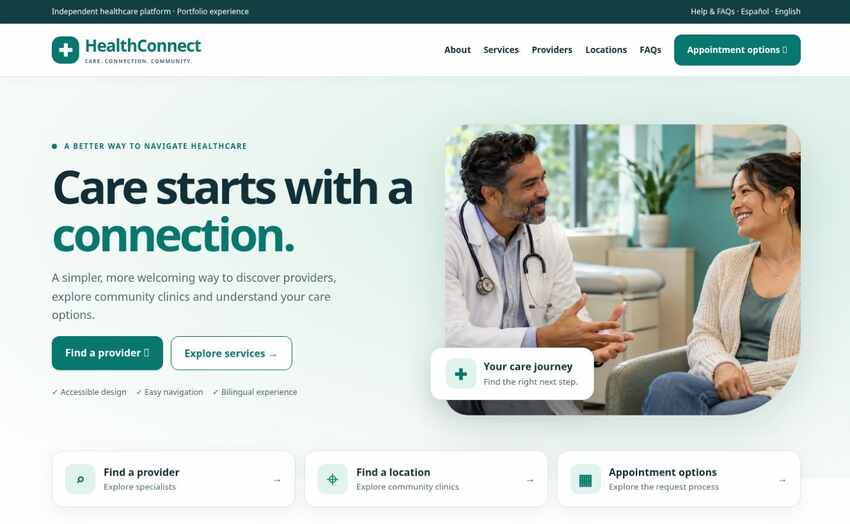 Independent healthcare platform · Portfolio experience
Help & FAQs · Español · English
HealthConnect
CARE. CONNECTION. COMMUNITY.
About Services Providers Locations FAQs
Appointment options
A BETTER WAY TO NAVIGATE HEALTHCARE
Care starts with a
connection.
A simpler, more welcoming way to discover providers,
explore community clinics and understand your care
options.
Find a provider
Explore services →
✓ Accessible design ✓ Easy navigation ✓ Bilingual experience
Your care journey
Find the right next step.
Find a provider
Explore specialists
→
Find a location
Explore community clinics
→
Appointment options
Explore the request process
→